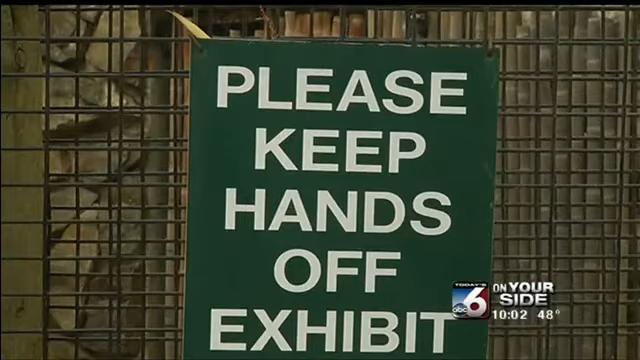 PLEASE
KEEP
HANDS
OFF
EXHIBIT
TODAY'S
6
abc
ON YOUR
SIDE
10:02 48°